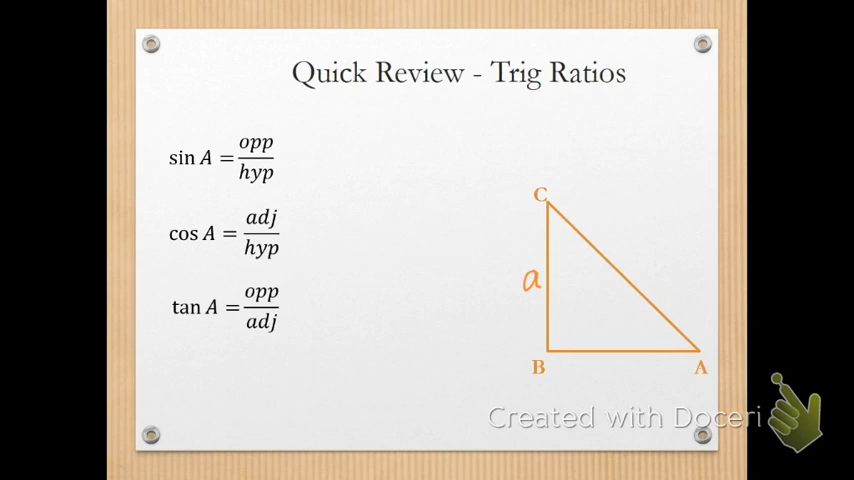 Quick Review - Trig Ratios
sin A = opp/hyp
cos A = adj/hyp
tan A = opp/adj
C
a
B
A
Created with Doceri